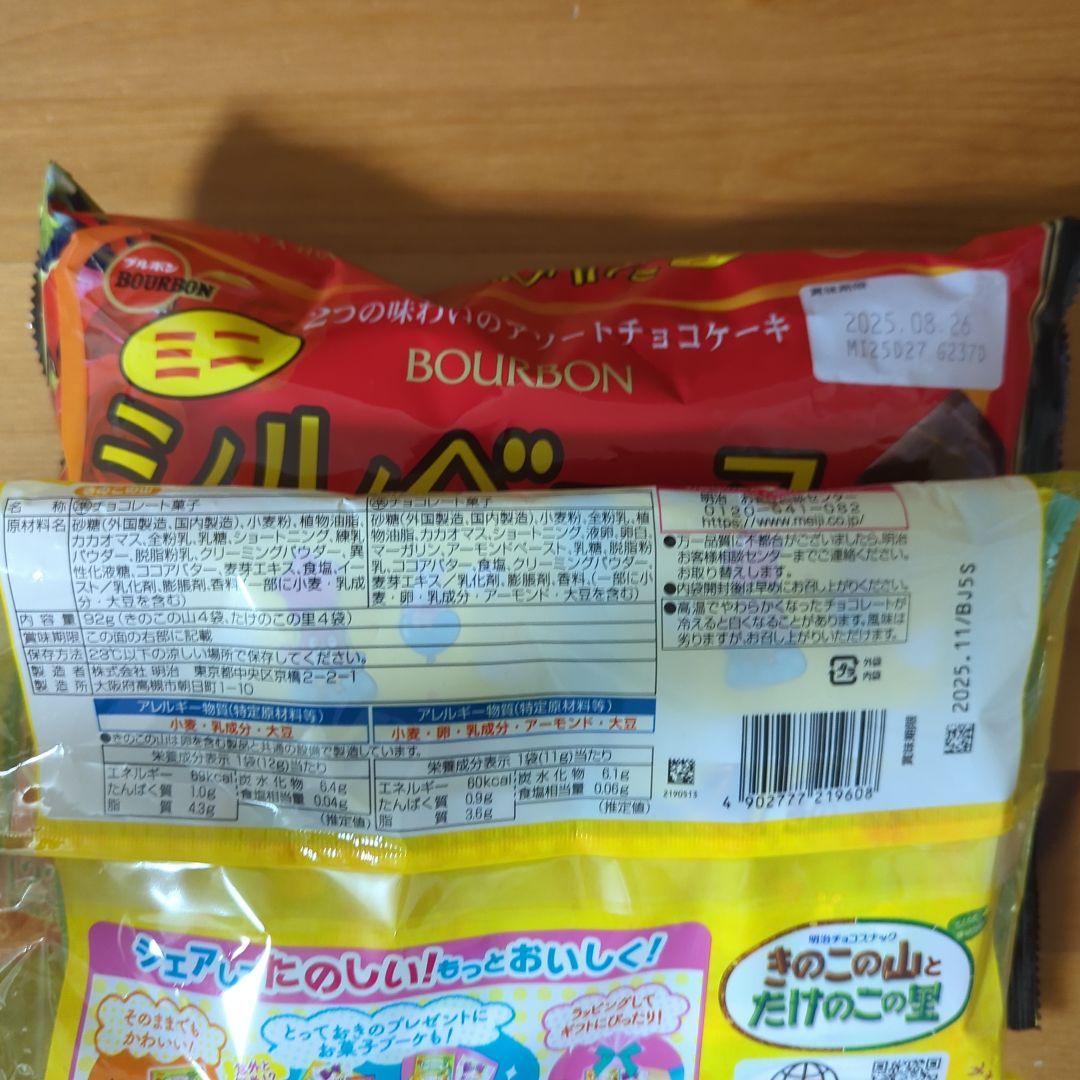 ブルボン
BOURBON
ミニ
2つの味わいのアソートチョコケーキ
BOURBON
賞味期限
2025.08.26
MI25D27 G237D
シルベーヌ
きのこの山
名 称 チョコレート菓子
チョコレート菓子
原材料名 砂糖(外国製造、国内製造)、小麦粉、植物油脂、
カカオマス、全粉乳、乳糖、ショートニング、練乳
パウダー、脱脂粉乳、クリーミングパウダー、異
性化液糖、ココアパウダー、麦芽エキス、食塩、イー
スト/乳化剤、膨脹剤、香料、(一部に小麦・乳成
分・大豆を含む)
砂糖(外国製造、国内製造)、小麦粉、全粉乳、植
物油脂、カカオマス、ショートニング、液卵、卵白、
マーガリン、アーモンドペースト、乳糖、脱脂粉
乳、ココアパウダー、食塩、クリーミングパウダー、
麦芽エキス/乳化剤、膨脹剤、香料、(一部に小
麦・卵・乳成分・アーモンド・大豆を含む)
内 容 量 92g(きのこの山4袋、たけのこの里4袋)
賞味期限 この面の右部に記載
保存方法 23℃以下の涼しい場所で保存してください。
製 造 者 株式会社 明治 東京都中央区京橋2-2-1
製 造 所 大阪府高槻市朝日町1-10
アレルギー物質(特定原材料等)
小麦・乳成分・大豆
アレルギー物質(特定原材料等)
小麦・卵・乳成分・アーモンド・大豆
●きのこの山は卵を含む製品と共通の設備で製造しています。
栄養成分表示 1袋(12g)当たり
エネルギー 69kcal 炭水化物 6.4g
たんぱく質 1.0g 食塩相当量 0.04g
脂 質 4.3g (推定値)
栄養成分表示 1袋(11g)当たり
エネルギー 60kcal 炭水化物 6.1g
たんぱく質 0.9g 食塩相当量 0.06g
脂 質 3.6g (推定値)
明治 お客様相談センター
0120-041-082
https://www.meiji.co.jp/
●万一品質に不都合がございましたら、明治
お客様相談センターまでご連絡ください。
お取り替えします。
●内袋開封後は早めにお召し上がりください。
●高温でやわらかくなったチョコレートが
冷えると白くなることがあります。風味は
劣りますが、お召し上がりいただけます。
プラ
外袋
内袋
2190513
4 902777 219608
賞味期限
2025.11/BJ5S
シェアしてたのしい!もっとおいしく!
そのままでも
かわいい!
とっておきのプレゼントに
お菓子ブーケも!
ラッピングして
ギフトにぴったり!
明治チョコスナック
きのこの山と
たけのこの里